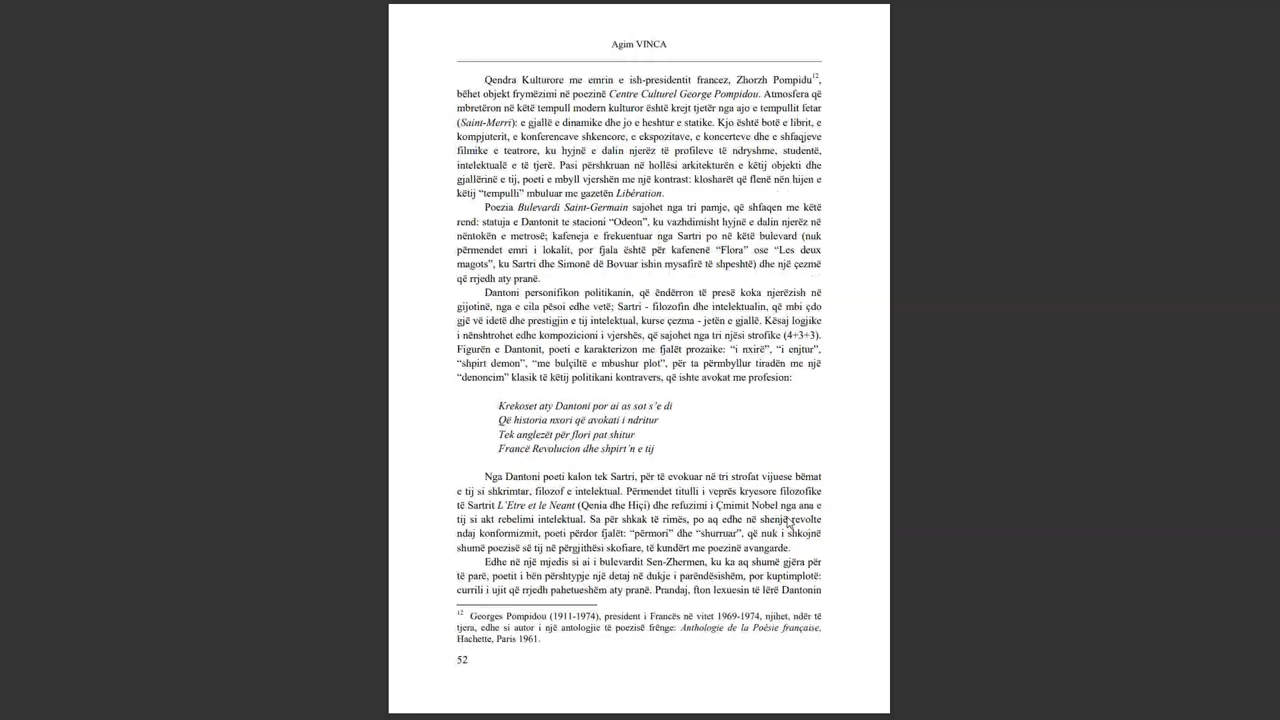 Agim VINCA
Qendra Kulturore me emrin e ish-presidentit francez, Zhorzh Pompidu12,
bëhet objekt frymëzimi në poezinë Centre Culturel George Pompidou. Atmosfera që
mbretëron në këtë tempull modern kulturor është krejt tjetër nga ajo e tempullit fetar
(Saint-Merri): e gjallë e dinamike dhe jo e heshtur e statike. Kjo është botë e librit, e
kompjuterit, e konferencave shkencore, e ekspozitave, e koncerteve dhe e shfaqjeve
filmike e teatrore, ku hyjnë e dalin njerëz të profileve të ndryshme, studentë,
intelektualë e të tjerë. Pasi përshkruan në hollësi arkitekturën e këtij objekti dhe
gjallërinë e tij, poeti e mbyll vjershën me një kontrast: klosharët që flenë nën hijen e
këtij “tempulli” mbuluar me gazetën Libération.
Poezia Bulevardi Saint-Germain sajohet nga tri pamje, që shfaqen me këtë
rend: statuja e Dantonit te stacioni “Odeon”, ku vazhdimisht hyjnë e dalin njerëz në
nëntokën e metrosë; kafeneja e frekuentuar nga Sartri po në këtë bulevard (nuk
përmendet emri i lokalit, por fjala është për kafenenë “Flora” ose “Les deux
magots”, ku Sartri dhe Simonë dë Bovuar ishin mysafirë të shpeshtë) dhe një çezmë
që rrjedh aty pranë.
Dantoni personifikon politikanin, që ëndërron të presë koka njerëzish në
gijotinë, nga e cila pësoi edhe vetë; Sartri - filozofin dhe intelektualin, që mbi çdo
gjë vë idetë dhe prestigjin e tij intelektual, kurse çezma - jetën e gjallë. Kësaj logjike
i nënshtrohet edhe kompozicioni i vjershës, që sajohet nga tri njësi strofike (4+3+3).
Figurën e Dantonit, poeti e karakterizon me fjalët prozaike: “i nxirë”, “i enjtur”,
“shpirt demon”, “me bulçiltë e mbushur plot”, për ta përmbyllur tiradën me një
“denoncim” klasik të këtij politikani kontravers, që ishte avokat me profesion:
Krekoset aty Dantoni por ai as sot s’e di
Që historia nxori që avokati i ndritur
Tek anglezët për flori pat shitur
Francë Revolucion dhe shpirt’n e tij
Nga Dantoni poeti kalon tek Sartri, për të evokuar në tri strofat vijuese bëmat
e tij si shkrimtar, filozof e intelektual. Përmendet titulli i veprës kryesore filozofike
të Sartrit L’Etre et le Neant (Qenia dhe Hiçi) dhe refuzimi i Çmimit Nobel nga ana e
tij si akt rebelimi intelektual. Sa për shkak të rimës, po aq edhe në shenjë revolte
ndaj konformizmit, poeti përdor fjalët: “përmori” dhe “shurruar”, që nuk i shkojnë
shumë poezisë së tij në përgjithësi skofiare, të kundërt me poezinë avangarde.
Edhe në një mjedis si ai i bulevardit Sen-Zhermen, ku ka aq shumë gjëra për
të parë, poetit i bën përshtypje një detaj në dukje i parëndësishëm, por kuptimplotë:
currili i ujit që rrjedh pahetueshëm aty pranë. Prandaj, fton lexuesin të lërë Dantonin
12 Georges Pompidou (1911-1974), president i Francës në vitet 1969-1974, njihet, ndër të
tjera, edhe si autor i një antologjie të poezisë frënge: Anthologie de la Poésie française,
Hachette, Paris 1961.
52